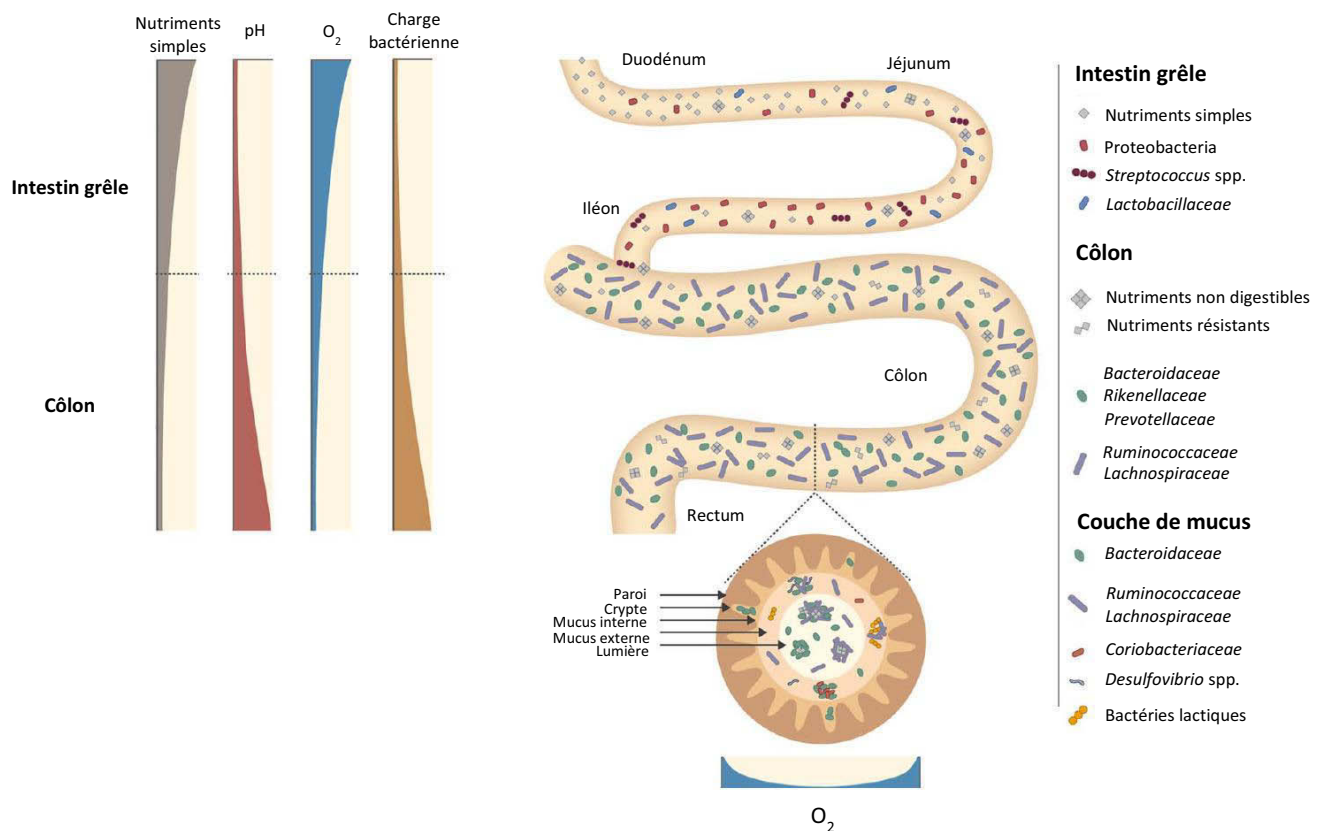 Nutriments
simples
pH
O2
Charge
bactérienne
Intestin grêle
Côlon
Duodénum
Jéjunum
Iléon
Côlon
Rectum
Paroi
Crypte
Mucus interne
Mucus externe
Lumière
O2
Intestin grêle
Nutriments simples
Proteobacteria
Streptococcus spp.
Lactobacillaceae
Côlon
Nutriments non digestibles
Nutriments résistants
Bacteroidaceae
Rikenellaceae
Prevotellaceae
Ruminococcaceae
Lachnospiraceae
Couche de mucus
Bacteroidaceae
Ruminococcaceae
Lachnospiraceae
Coriobacteriaceae
Desulfovibrio spp.
Bactéries lactiques